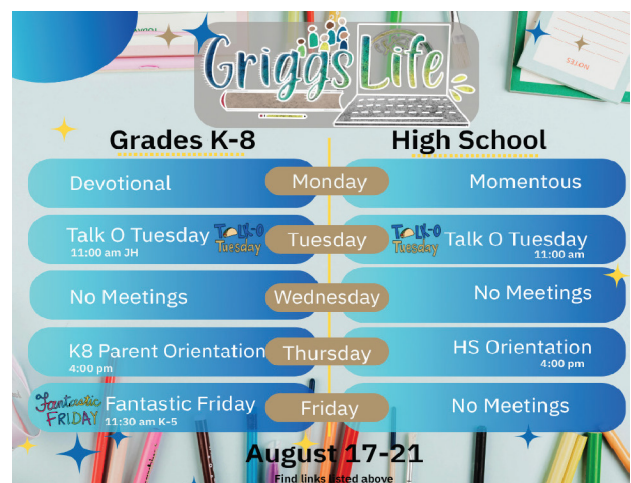 NOTES
Griggs Life
Grades K-8
High School
Devotional
Monday
Momentous
Talk O Tuesday
11:00 am JH
Talk-O
Tuesday
Tuesday
Talk-O
Tuesday
Talk O Tuesday
11:00 am
No Meetings
Wednesday
No Meetings
K8 Parent Orientation
4:00 pm
Thursday
HS Orientation
4:00 pm
Fantastic
FRIDAY
Fantastic Friday
11:30 am K-5
Friday
No Meetings
August 17-21
Find links listed above